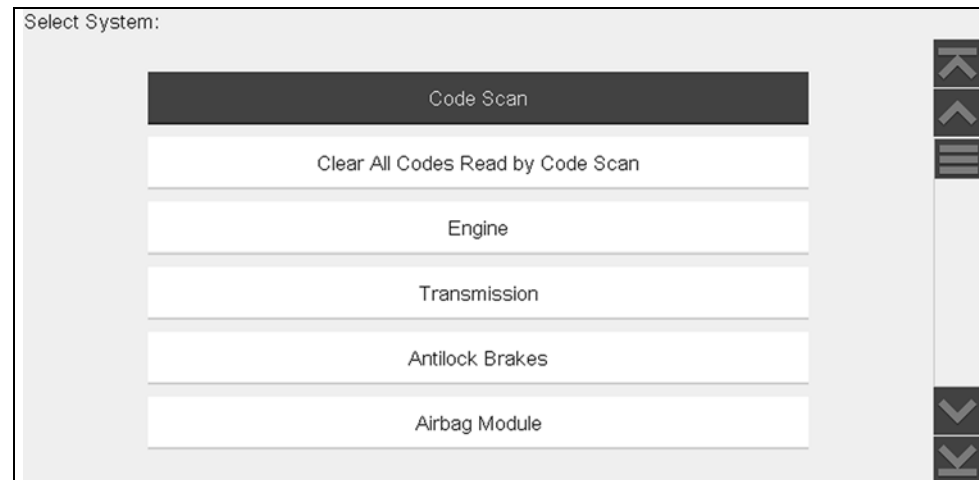 Select System:
Code Scan
Clear All Codes Read by Code Scan
Engine
Transmission
Antilock Brakes
Airbag Module